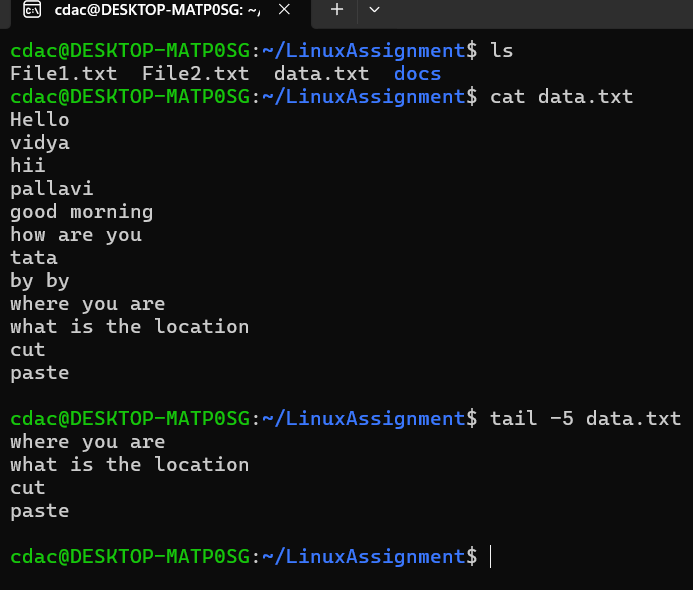 cdac@DESKTOP-MATP0SG: ~/
cdac@DESKTOP-MATP0SG:~/LinuxAssignment$ ls
File1.txt  File2.txt  data.txt  docs
cdac@DESKTOP-MATP0SG:~/LinuxAssignment$ cat data.txt
Hello
vidya
hii
pallavi
good morning
how are you
tata
by by
where you are
what is the location
cut
paste
cdac@DESKTOP-MATP0SG:~/LinuxAssignment$ tail -5 data.txt
where you are
what is the location
cut
paste
cdac@DESKTOP-MATP0SG:~/LinuxAssignment$